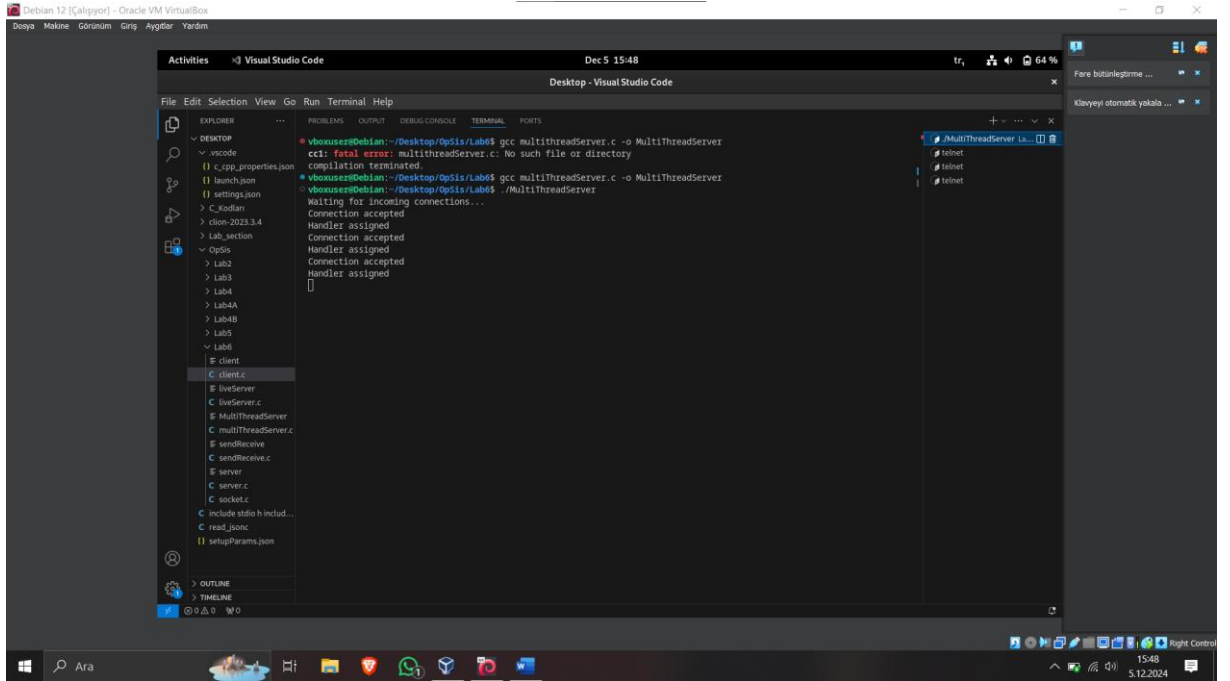 Debian 12 [Çalışıyor] - Oracle VM VirtualBox
Dosya Makine Görünüm Giriş Aygıtlar Yardım
Activities Visual Studio Code
Dec 5 15:48
tr, 64 %
Desktop - Visual Studio Code
Fare bütünleştirme ...
Klavyeyi otomatik yakala ...
File Edit Selection View Go Run Terminal Help
EXPLORER ...
DESKTOP
.vscode
{} c_cpp_properties.json
{} launch.json
{} settings.json
> C_Kodları
> clion-2023.3.4
> Lab_section
OpSis
> Lab2
> Lab3
> Lab4
> Lab4A
> Lab4B
> Lab5
Lab6
client
C client.c
liveServer
C liveServer.c
MultiThreadServer
C multiThreadServer.c
sendReceive
C sendReceive.c
server
C server.c
C socket.c
C include stdio h includ...
C read_jsonc
{} setupParams.json
> OUTLINE
> TIMELINE
PROBLEMS OUTPUT DEBUG CONSOLE TERMINAL PORTS
vboxuser@Debian:~/Desktop/OpSis/Lab6$ gcc multithreadServer.c -o MultiThreadServer
cc1: fatal error: multithreadServer.c: No such file or directory
compilation terminated.
vboxuser@Debian:~/Desktop/OpSis/Lab6$ gcc multiThreadServer.c -o MultiThreadServer
vboxuser@Debian:~/Desktop/OpSis/Lab6$ ./MultiThreadServer
Waiting for incoming connections...
Connection accepted
Handler assigned
Connection accepted
Handler assigned
Connection accepted
Handler assigned
./MultiThreadServer La...
telnet
telnet
telnet
0 0 0
Right Control
Ara
15:48
5.12.2024